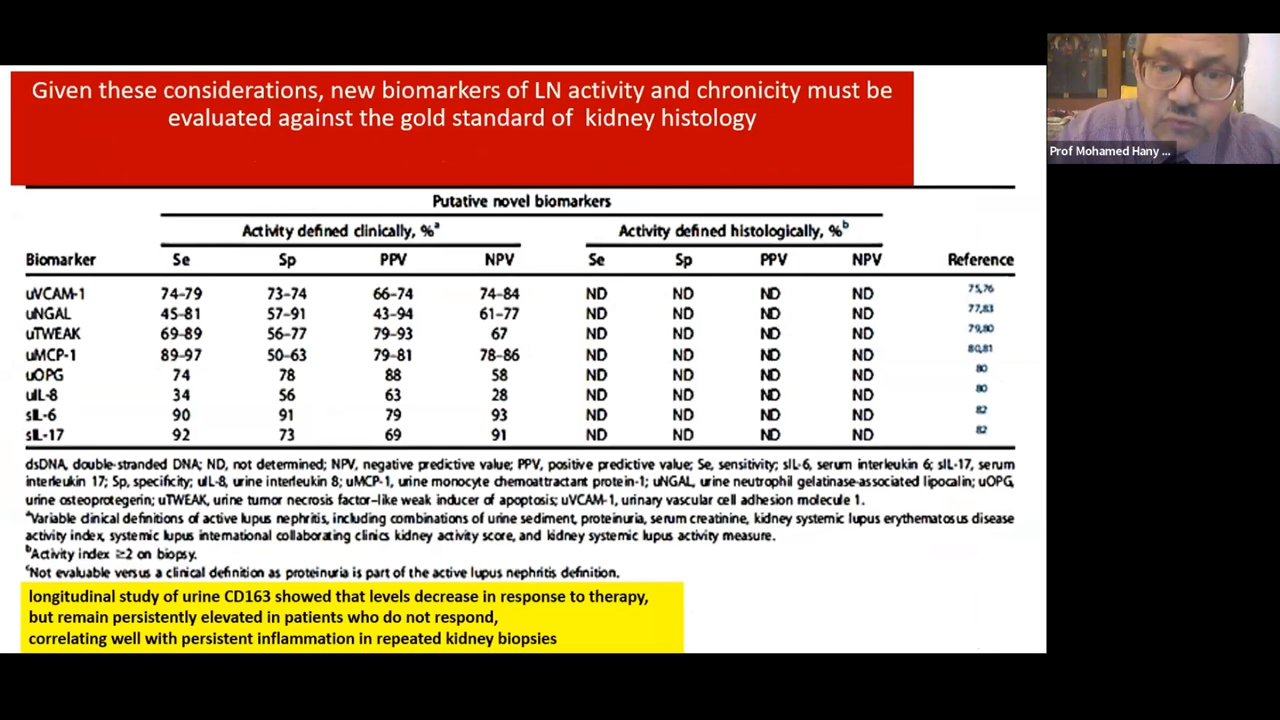 Given these considerations, new biomarkers of LN activity and chronicity must be
evaluated against the gold standard of kidney histology
Prof Mohamed Hany ...
Putative novel biomarkers
Activity defined clinically, %a Activity defined histologically, %b
Biomarker Se Sp PPV NPV Se Sp PPV NPV Reference
uVCAM-1 74–79 73–74 66–74 74–84 ND ND ND ND 75,76
uNGAL 45–81 57–91 43–94 61–77 ND ND ND ND 77,83
uTWEAK 69–89 56–77 79–93 67 ND ND ND ND 79,80
uMCP-1 89–97 50–63 79–81 78–86 ND ND ND ND 80,81
uOPG 74 78 88 58 ND ND ND ND 80
uIL-8 34 56 63 28 ND ND ND ND 80
sIL-6 90 91 79 93 ND ND ND ND 82
sIL-17 92 73 69 91 ND ND ND ND 82
dsDNA, double-stranded DNA; ND, not determined; NPV, negative predictive value; PPV, positive predictive value; Se, sensitivity; sIL-6, serum interleukin 6; sIL-17, serum
interleukin 17; Sp, specificity; uIL-8, urine interleukin 8; uMCP-1, urine monocyte chemoattractant protein-1; uNGAL, urine neutrophil gelatinase-associated lipocalin; uOPG,
urine osteoprotegerin; uTWEAK, urine tumor necrosis factor–like weak inducer of apoptosis; uVCAM-1, urinary vascular cell adhesion molecule 1.
aVariable clinical definitions of active lupus nephritis, including combinations of urine sediment, proteinuria, serum creatinine, kidney systemic lupus erythematosus disease
activity index, systemic lupus international collaborating clinics kidney activity score, and kidney systemic lupus activity measure.
bActivity index ≥2 on biopsy.
cNot evaluable versus a clinical definition as proteinuria is part of the active lupus nephritis definition.
longitudinal study of urine CD163 showed that levels decrease in response to therapy,
but remain persistently elevated in patients who do not respond,
correlating well with persistent inflammation in repeated kidney biopsies